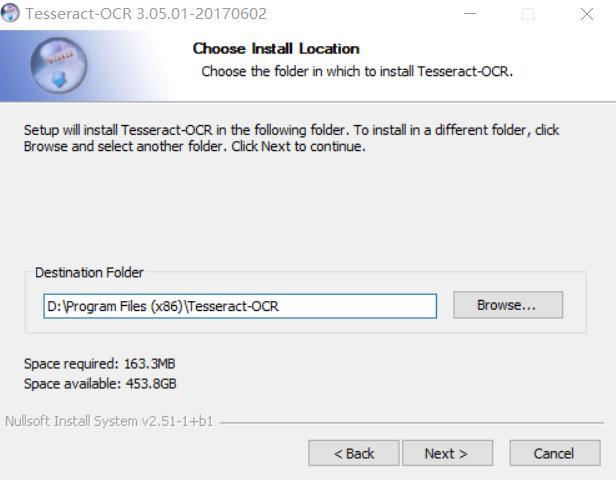 Tesseract-OCR 3.05.01-20170602
Choose Install Location
Choose the folder in which to install Tesseract-OCR.
Setup will install Tesseract-OCR in the following folder. To install in a different folder, click
Browse and select another folder. Click Next to continue.
Destination Folder
D:\Program Files (x86)\Tesseract-OCR
Browse...
Space required: 163.3MB
Space available: 453.8GB
Nullsoft Install System v2.51-1+b1
< Back
Next >
Cancel